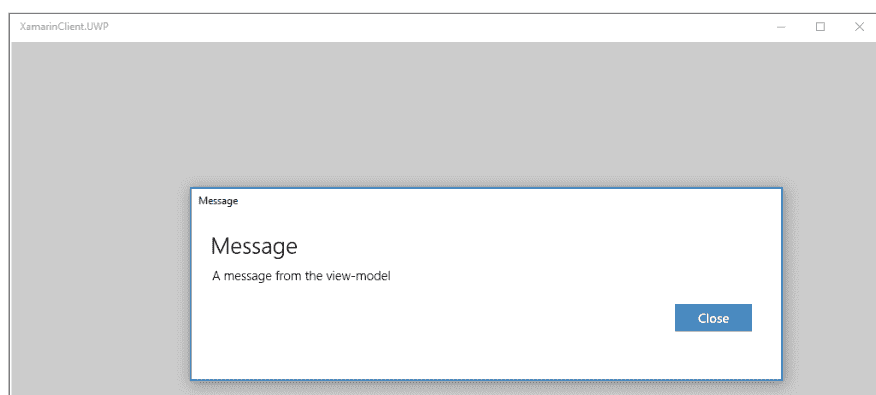 XamarinClient.UWP
Message
Message
A message from the view-model
Close